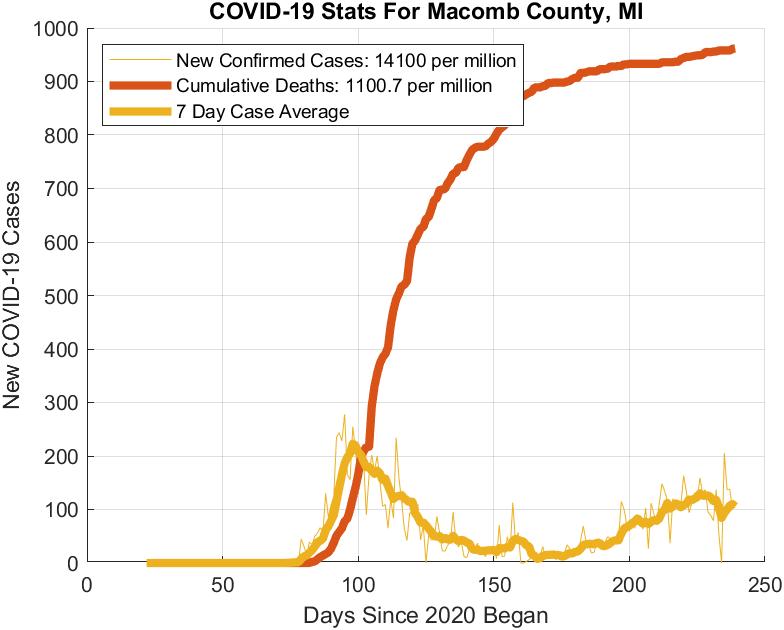 COVID-19 Stats For Macomb County, MI
1000
900
800
700
600
500
400
300
200
100
0
New COVID-19 Cases
New Confirmed Cases: 14100 per million
Cumulative Deaths: 1100.7 per million
7 Day Case Average
0 50 100 150 200 250
Days Since 2020 Began